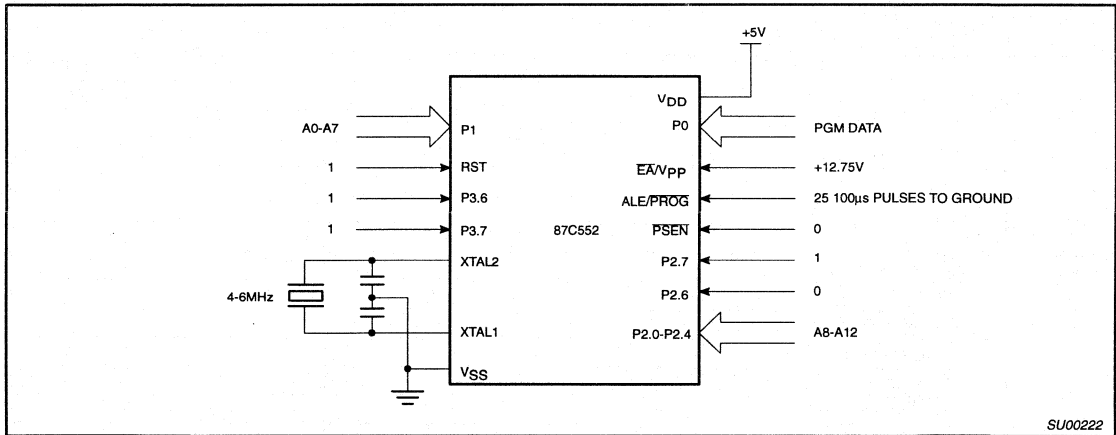 +5V
VDD
A0-A7
P1
P0
PGM DATA
1
RST
EA/VPP
+12.75V
1
P3.6
ALE/PROG
25 100µs PULSES TO GROUND
1
P3.7
87C552
PSEN
0
XTAL2
P2.7
1
4-6MHz
P2.6
0
XTAL1
P2.0-P2.4
A8-A12
VSS
SU00222